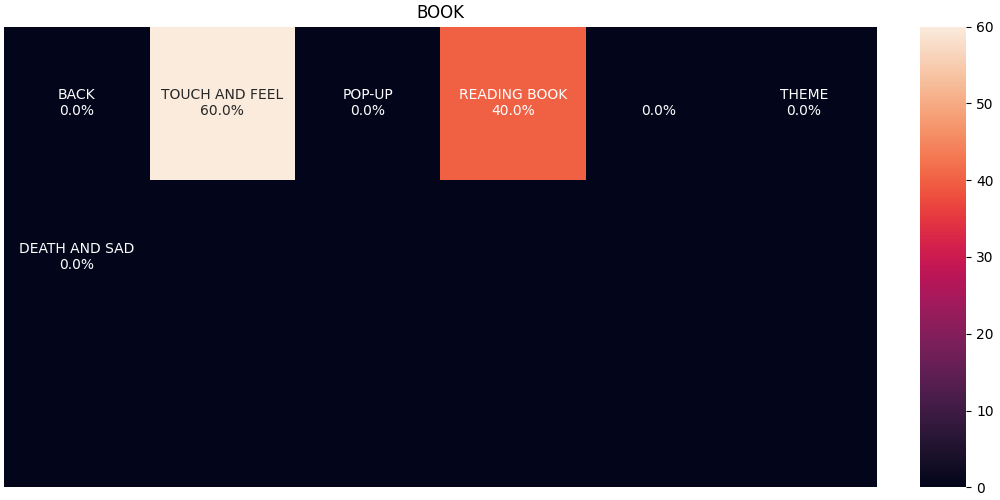 BOOK
BACK
0.0%
TOUCH AND FEEL
60.0%
POP-UP
0.0%
READING BOOK
40.0%
0.0%
THEME
0.0%
DEATH AND SAD
0.0%
60
50
40
30
20
10
0